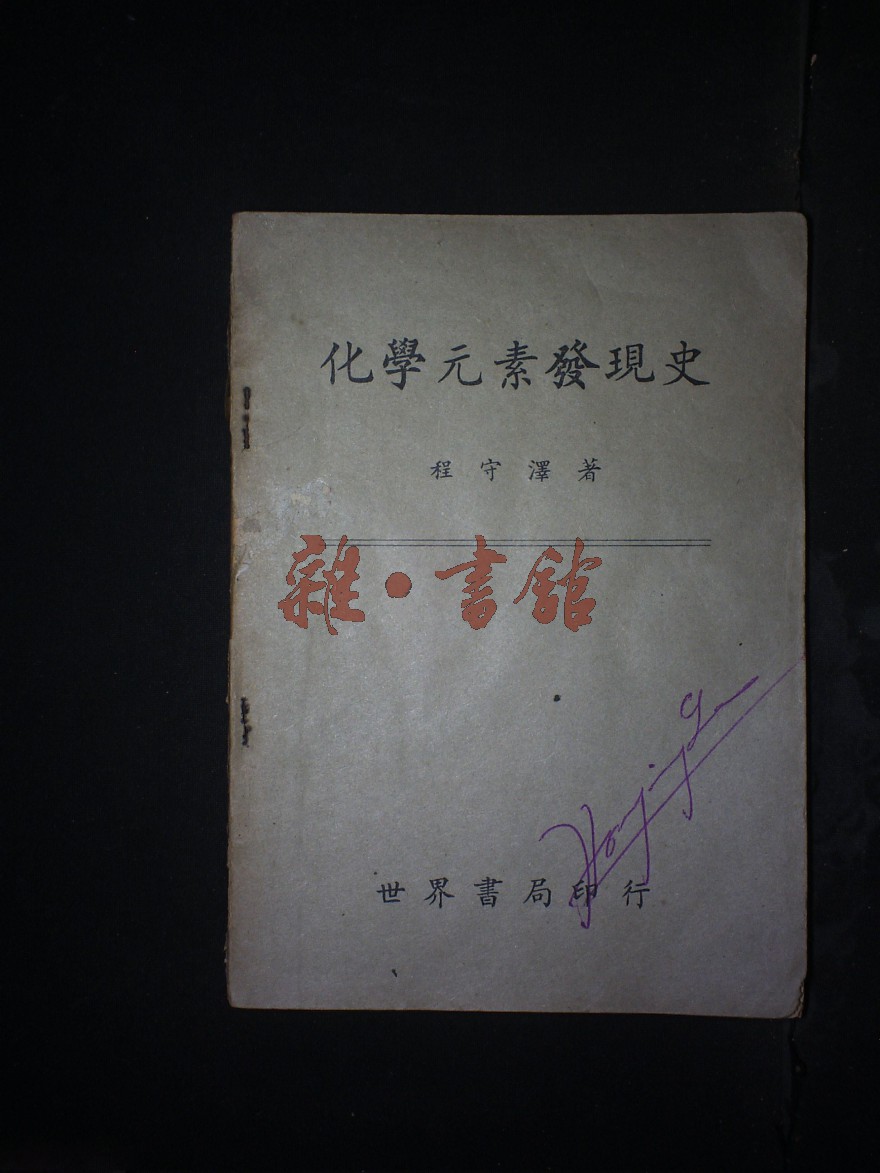 化學元素發現史
程守澤著
雜·書館
世界書局印行